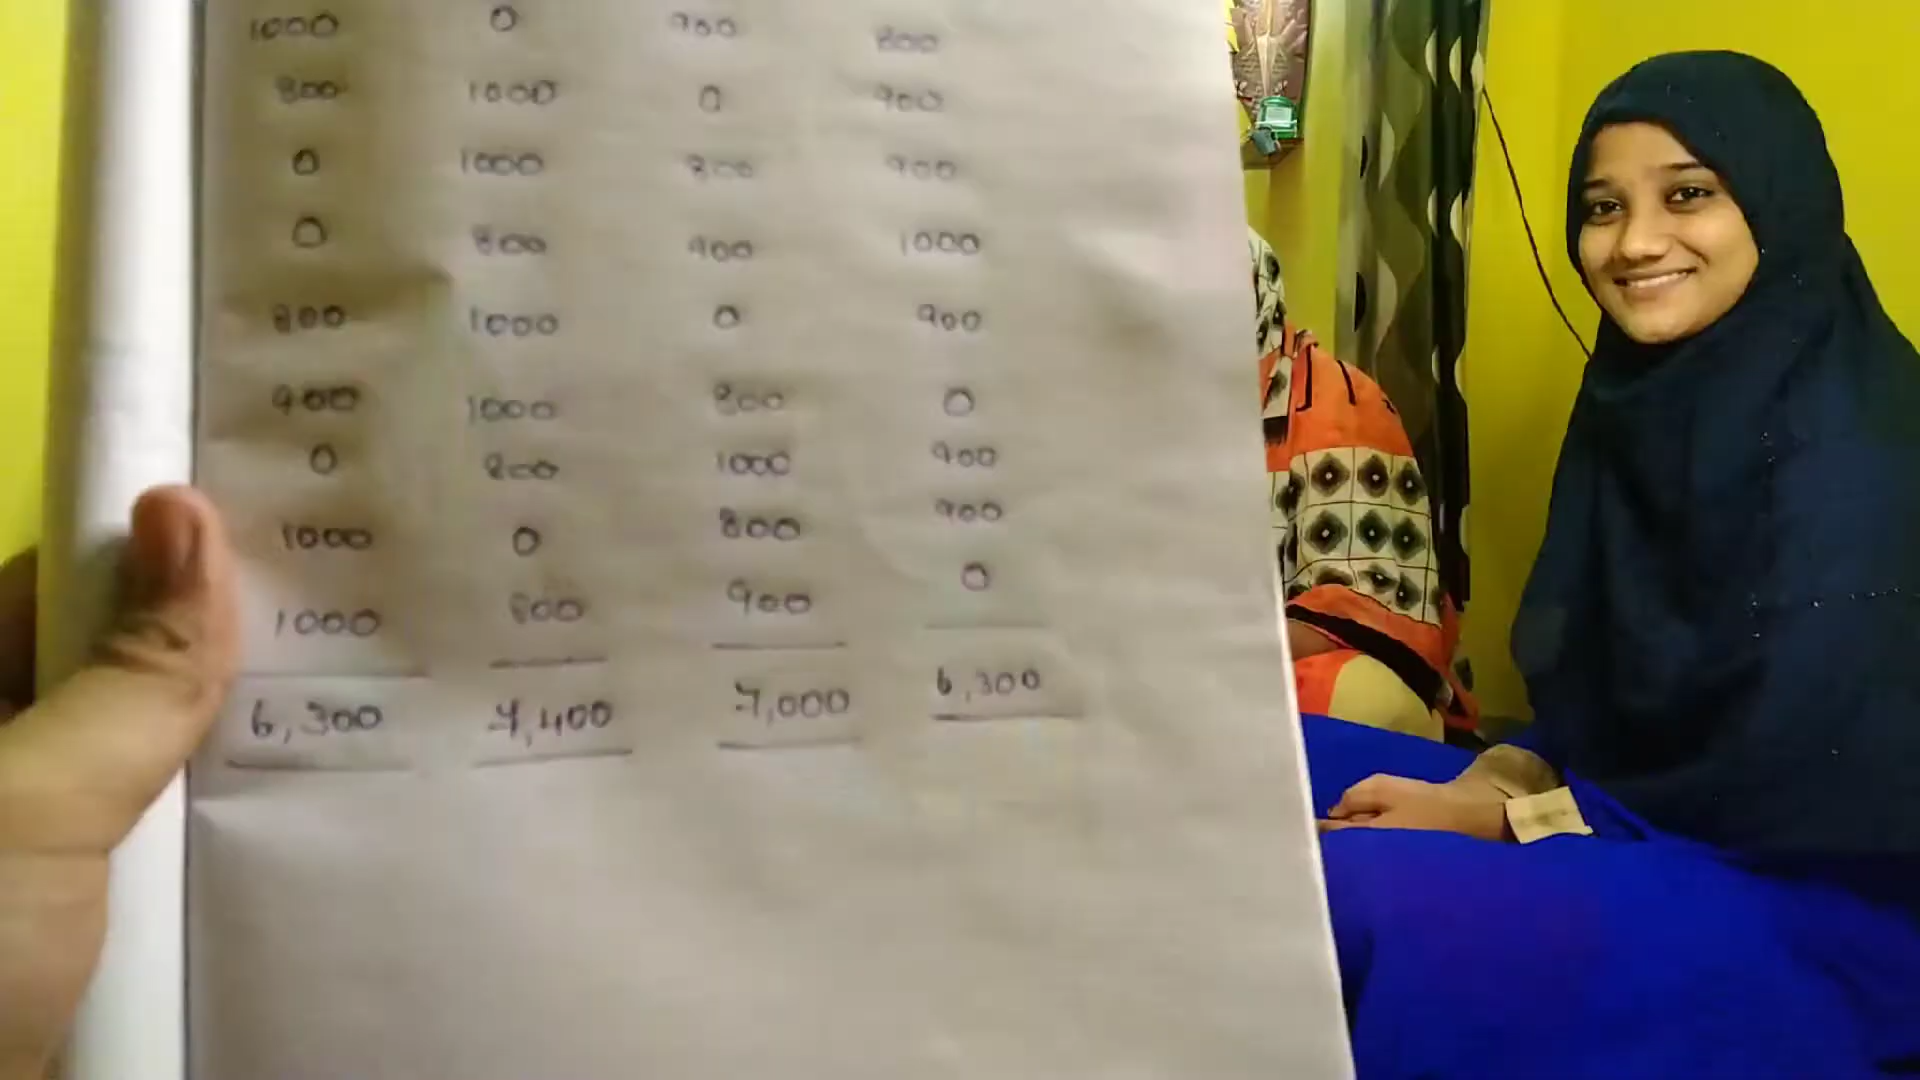 1000 0 900 800
800 1000 0 900
0 1000 800 900
0 800 900 1000
800 1000 0 900
900 1000 800 0
0 800 1000 900
1000 0 800 900
1000 800 900 0
6,300 7,400 7,000 6,300